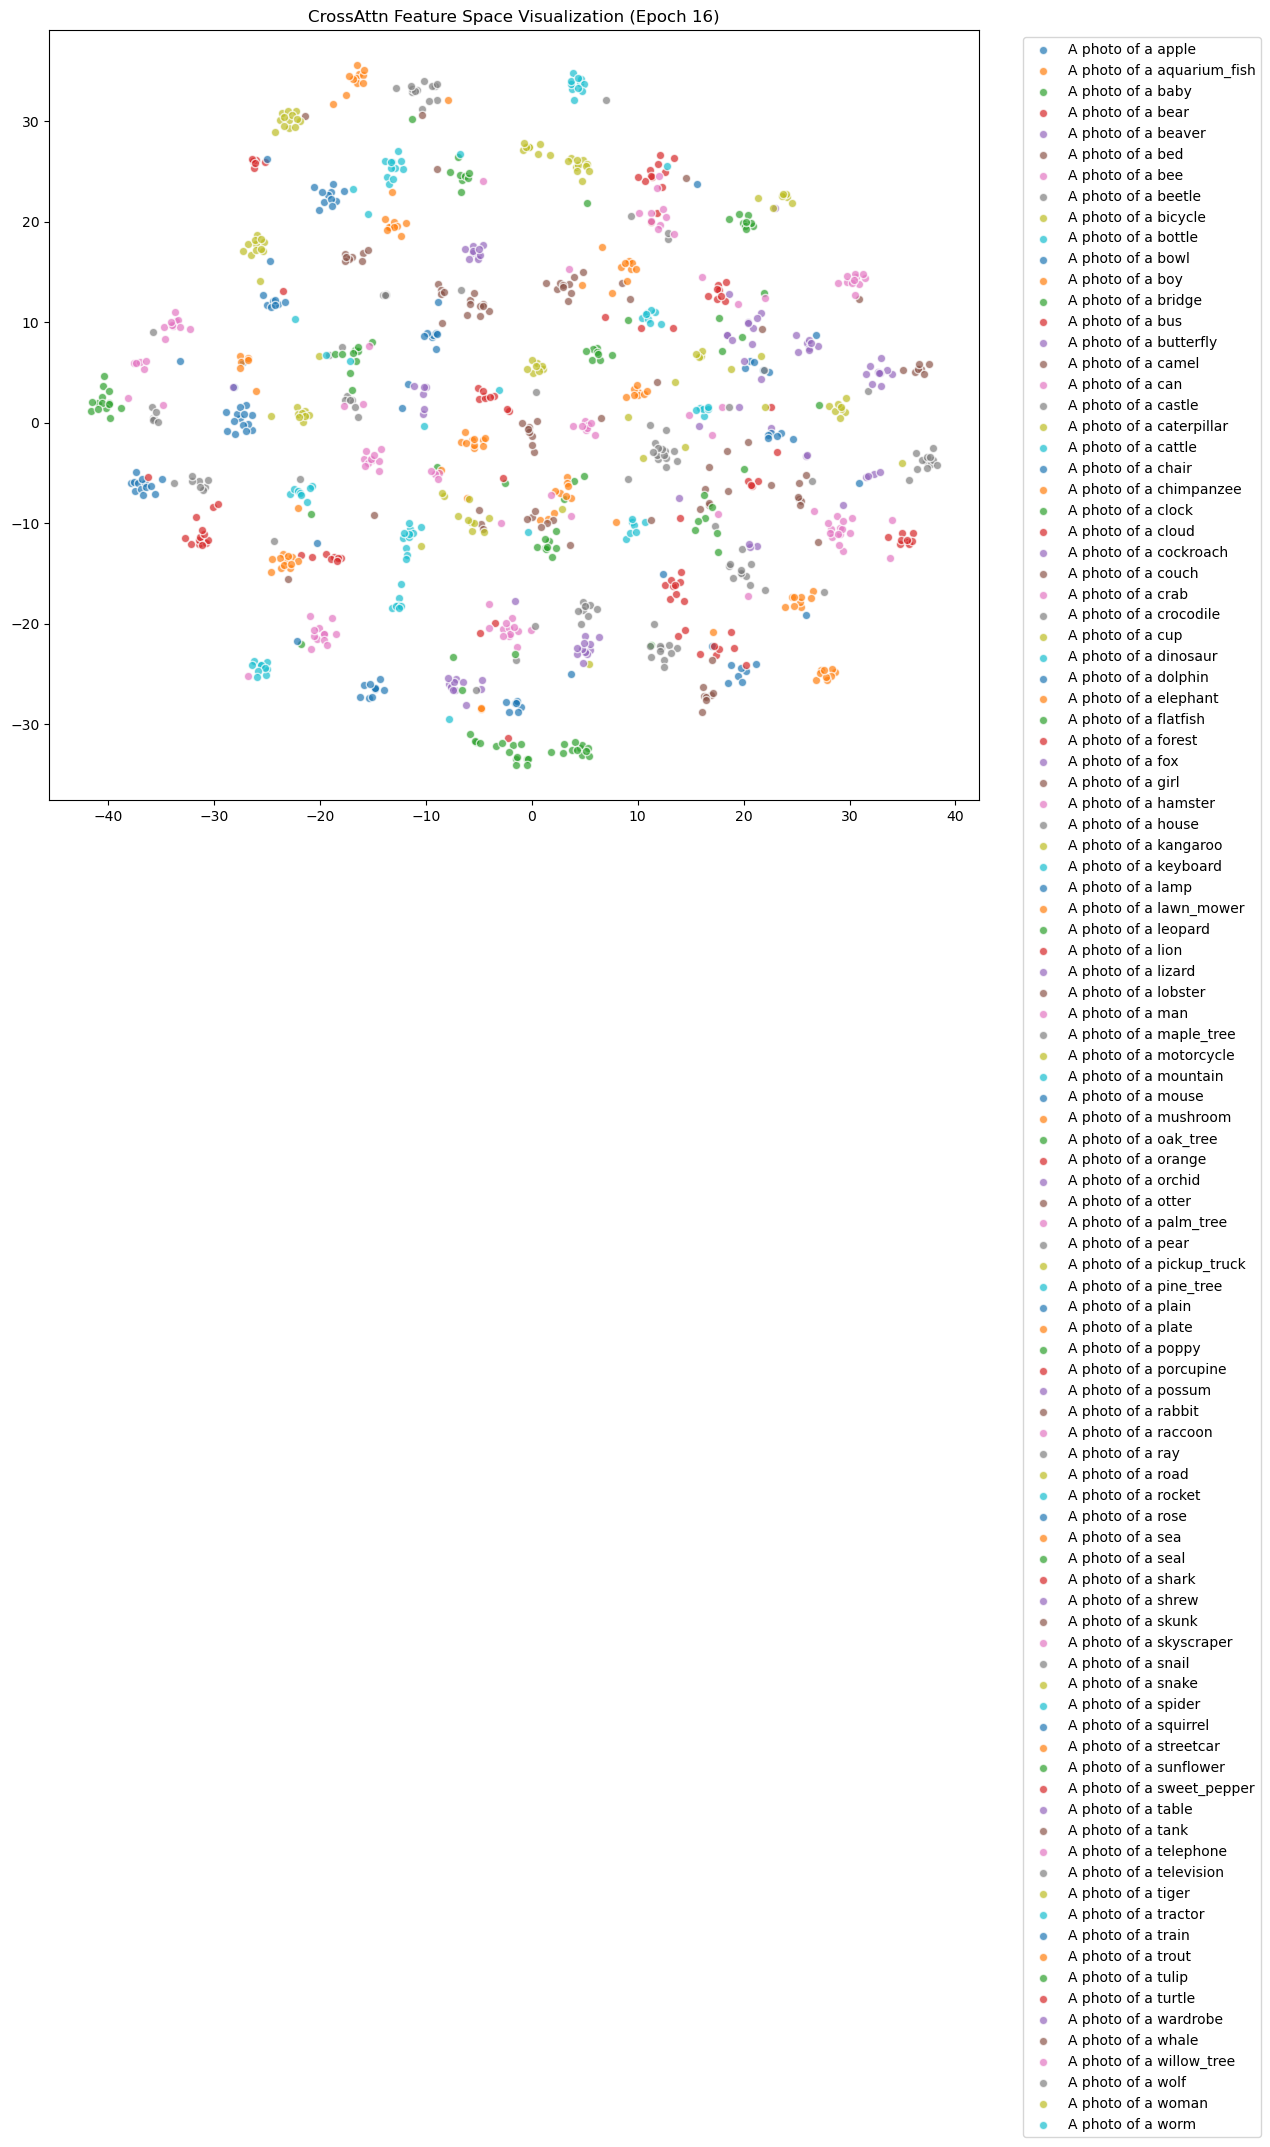 CrossAttn Feature Space Visualization (Epoch 16)
30
20
10
0
−10
−20
−30
−40
−30
−20
−10
0
10
20
30
40
A photo of a apple
A photo of a aquarium_fish
A photo of a baby
A photo of a bear
A photo of a beaver
A photo of a bed
A photo of a bee
A photo of a beetle
A photo of a bicycle
A photo of a bottle
A photo of a bowl
A photo of a boy
A photo of a bridge
A photo of a bus
A photo of a butterfly
A photo of a camel
A photo of a can
A photo of a castle
A photo of a caterpillar
A photo of a cattle
A photo of a chair
A photo of a chimpanzee
A photo of a clock
A photo of a cloud
A photo of a cockroach
A photo of a couch
A photo of a crab
A photo of a crocodile
A photo of a cup
A photo of a dinosaur
A photo of a dolphin
A photo of a elephant
A photo of a flatfish
A photo of a forest
A photo of a fox
A photo of a girl
A photo of a hamster
A photo of a house
A photo of a kangaroo
A photo of a keyboard
A photo of a lamp
A photo of a lawn_mower
A photo of a leopard
A photo of a lion
A photo of a lizard
A photo of a lobster
A photo of a man
A photo of a maple_tree
A photo of a motorcycle
A photo of a mountain
A photo of a mouse
A photo of a mushroom
A photo of a oak_tree
A photo of a orange
A photo of a orchid
A photo of a otter
A photo of a palm_tree
A photo of a pear
A photo of a pickup_truck
A photo of a pine_tree
A photo of a plain
A photo of a plate
A photo of a poppy
A photo of a porcupine
A photo of a possum
A photo of a rabbit
A photo of a raccoon
A photo of a ray
A photo of a road
A photo of a rocket
A photo of a rose
A photo of a sea
A photo of a seal
A photo of a shark
A photo of a shrew
A photo of a skunk
A photo of a skyscraper
A photo of a snail
A photo of a snake
A photo of a spider
A photo of a squirrel
A photo of a streetcar
A photo of a sunflower
A photo of a sweet_pepper
A photo of a table
A photo of a tank
A photo of a telephone
A photo of a television
A photo of a tiger
A photo of a tractor
A photo of a train
A photo of a trout
A photo of a tulip
A photo of a turtle
A photo of a wardrobe
A photo of a whale
A photo of a willow_tree
A photo of a wolf
A photo of a woman
A photo of a worm